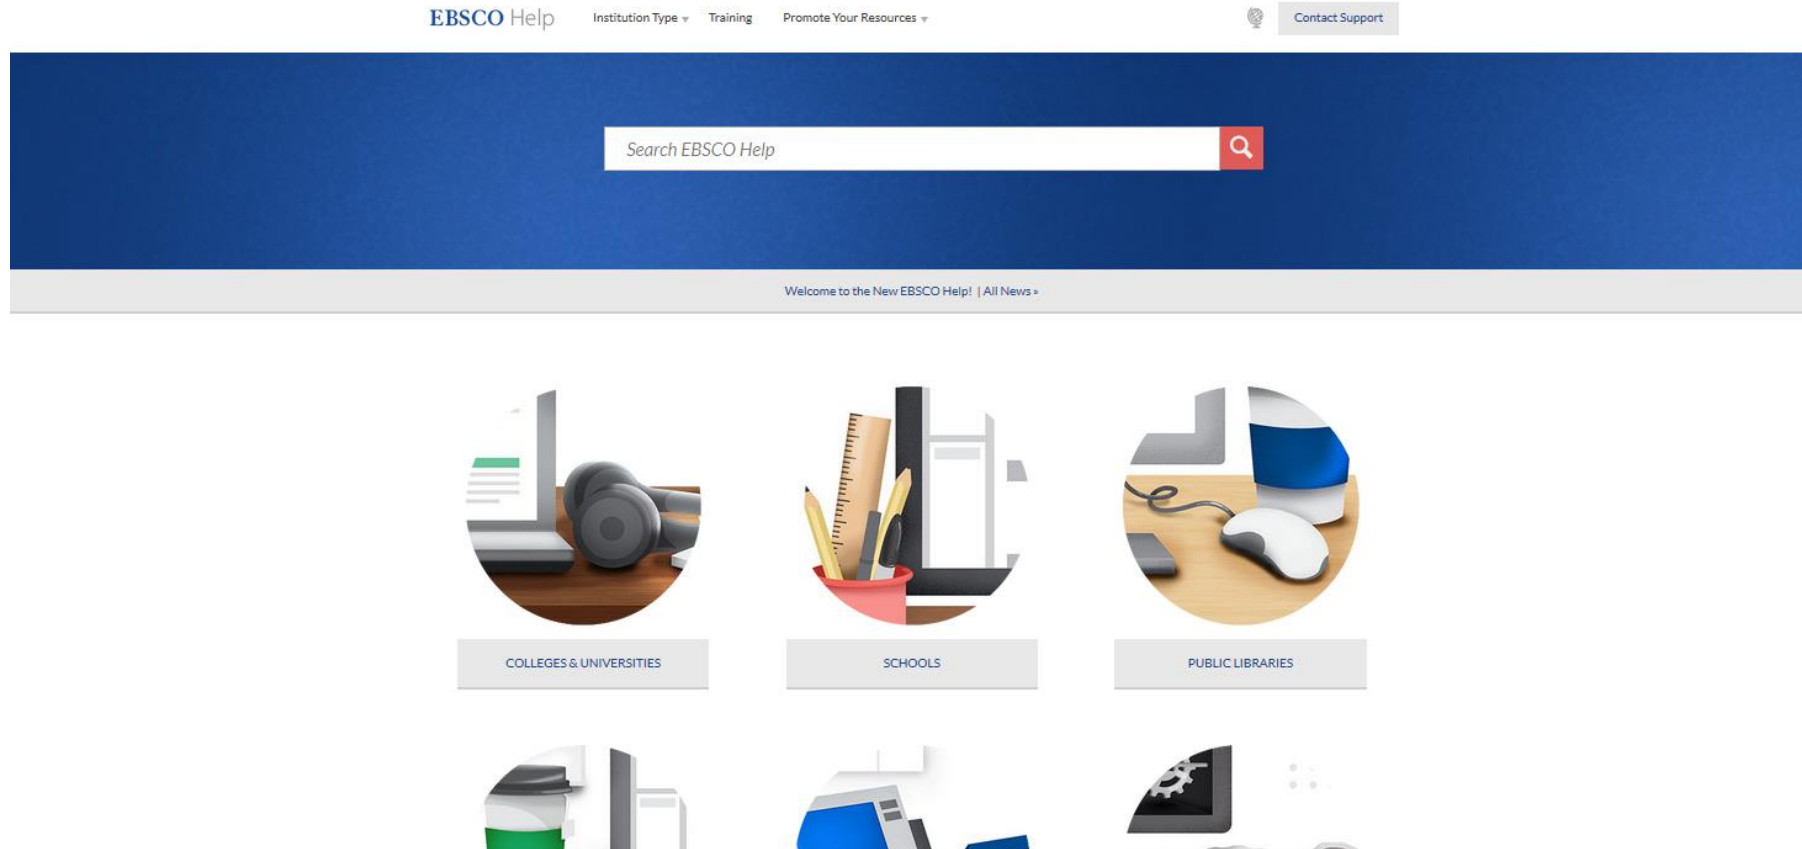 EBSCO Help Institution Type Training Promote Your Resources Contact Support
Search EBSCO Help
Welcome to the New EBSCO Help! | All News »
COLLEGES & UNIVERSITIES SCHOOLS PUBLIC LIBRARIES